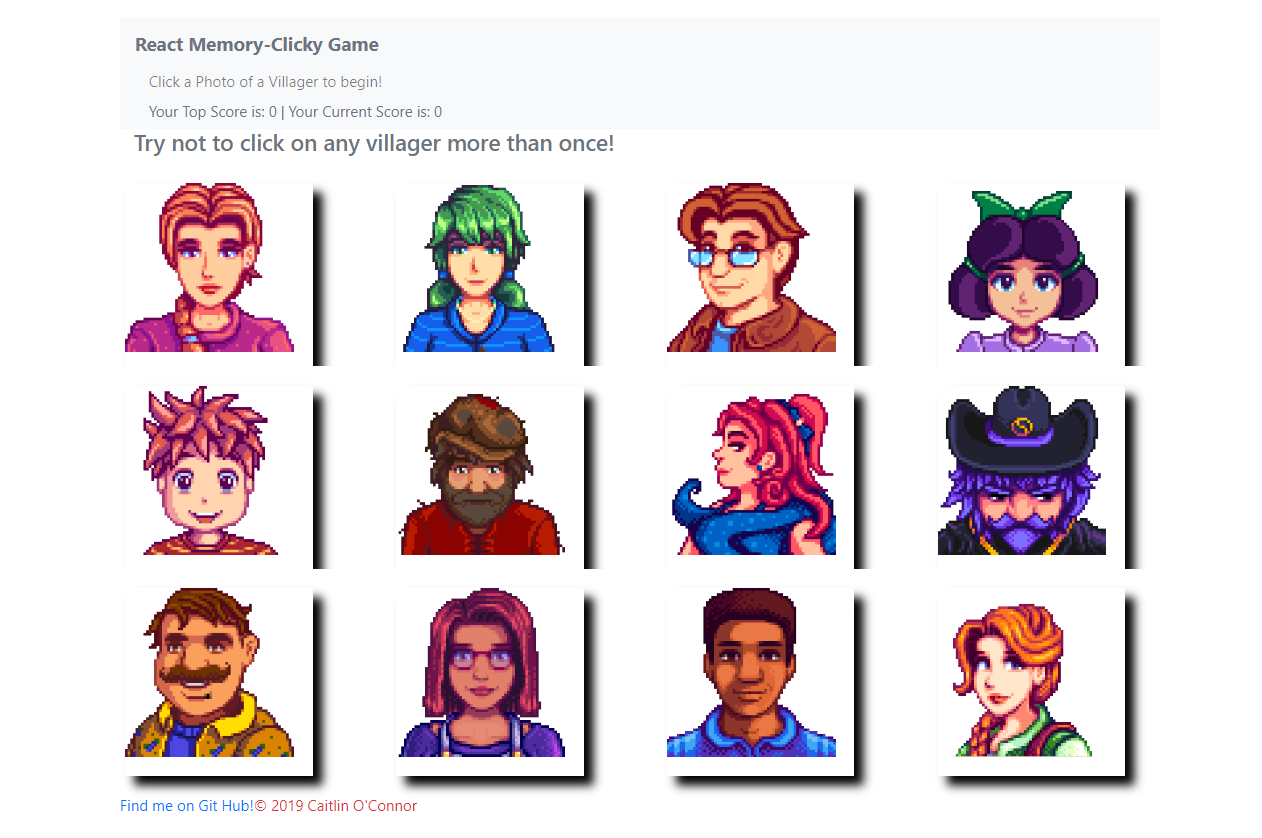 React Memory-Clicky Game
Click a Photo of a Villager to begin!
Your Top Score is: 0 | Your Current Score is: 0
Try not to click on any villager more than once!
Find me on Git Hub!© 2019 Caitlin O'Connor